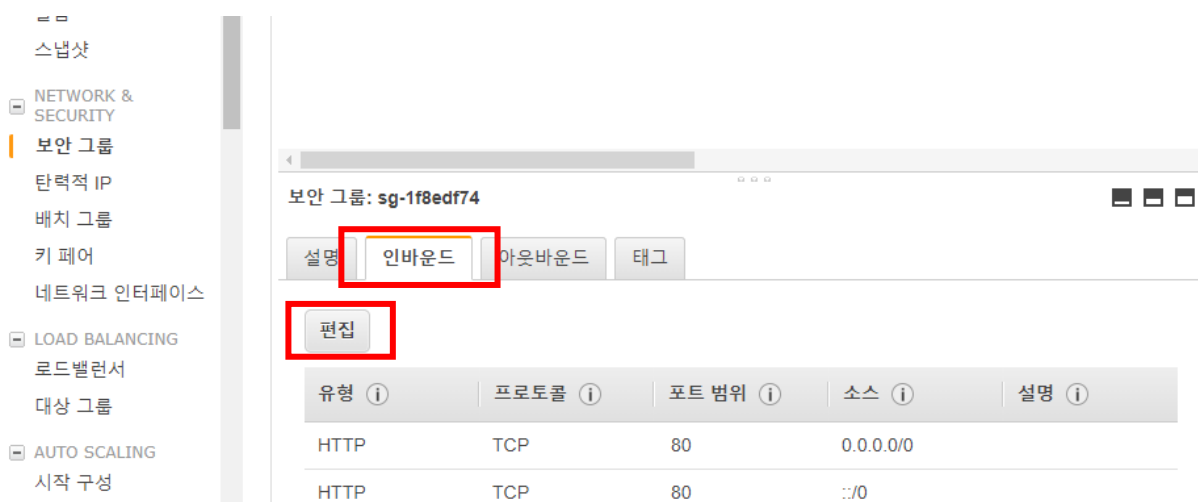 스냅샷
NETWORK &
SECURITY
보안 그룹
탄력적 IP
배치 그룹
키 페어
네트워크 인터페이스
LOAD BALANCING
로드밸런서
대상 그룹
AUTO SCALING
시작 구성
보안 그룹: sg-1f8edf74
설명 인바운드 아웃바운드 태그
편집
유형 프로토콜 포트 범위 소스 설명
HTTP TCP 80 0.0.0.0/0
HTTP TCP 80 ::/0